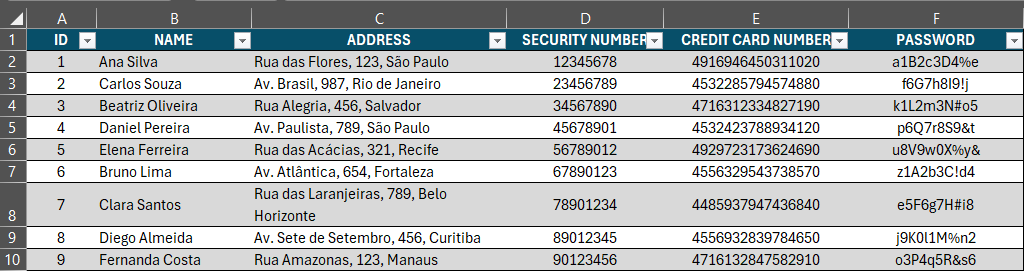 A B C D E F
1 ID NAME ADDRESS SECURITY NUMBER CREDIT CARD NUMBER PASSWORD
2 1 Ana Silva Rua das Flores, 123, São Paulo 12345678 4916946450311020 a1B2c3D4%e
3 2 Carlos Souza Av. Brasil, 987, Rio de Janeiro 23456789 4532285794574880 f6G7h8I9!j
4 3 Beatriz Oliveira Rua Alegria, 456, Salvador 34567890 4716312334827190 k1L2m3N#o5
5 4 Daniel Pereira Av. Paulista, 789, São Paulo 45678901 4532423788934120 p6Q7r8S9&t
6 5 Elena Ferreira Rua das Acácias, 321, Recife 56789012 4929723173624690 u8V9w0X%y&
7 6 Bruno Lima Av. Atlântica, 654, Fortaleza 67890123 4556329543738570 z1A2b3C!d4
8 7 Clara Santos Rua das Laranjeiras, 789, Belo
Horizonte 78901234 4485937947436840 e5F6g7H#i8
9 8 Diego Almeida Av. Sete de Setembro, 456, Curitiba 89012345 4556932839784650 j9K0l1M%n2
10 9 Fernanda Costa Rua Amazonas, 123, Manaus 90123456 4716132847582910 o3P4q5R&s6